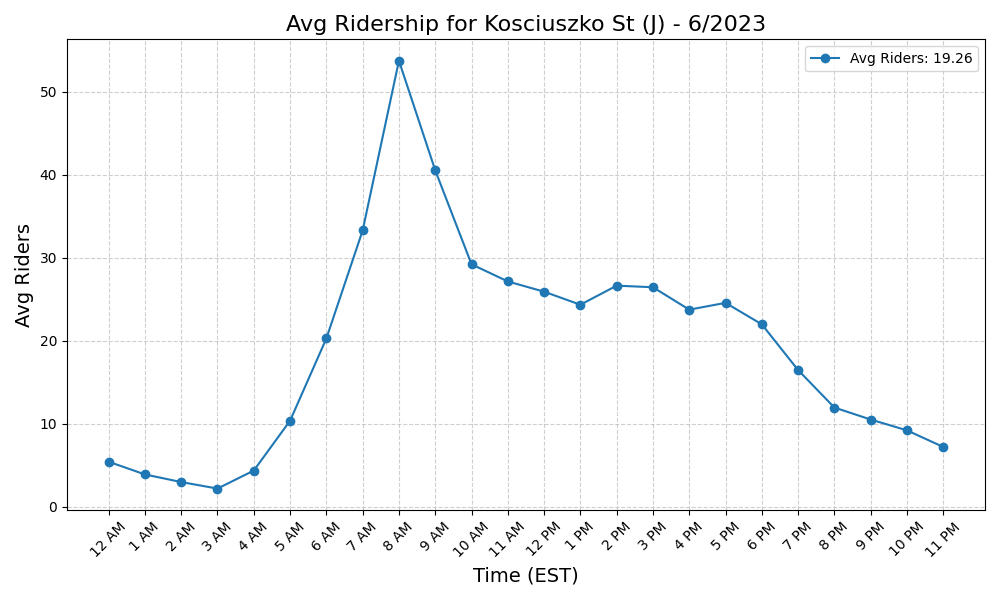 Avg Ridership for Kosciuszko St (J) - 6/2023
Avg Riders: 19.26
Avg Riders
50
40
30
20
10
0
12 AM
1 AM
2 AM
3 AM
4 AM
5 AM
6 AM
7 AM
8 AM
9 AM
10 AM
11 AM
12 PM
1 PM
2 PM
3 PM
4 PM
5 PM
6 PM
7 PM
8 PM
9 PM
10 PM
11 PM
Time (EST)